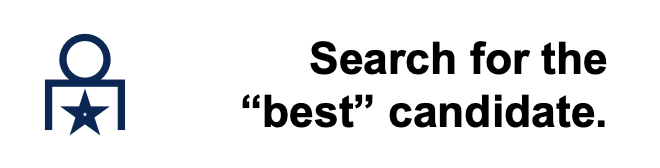 Search for the
“best” candidate.